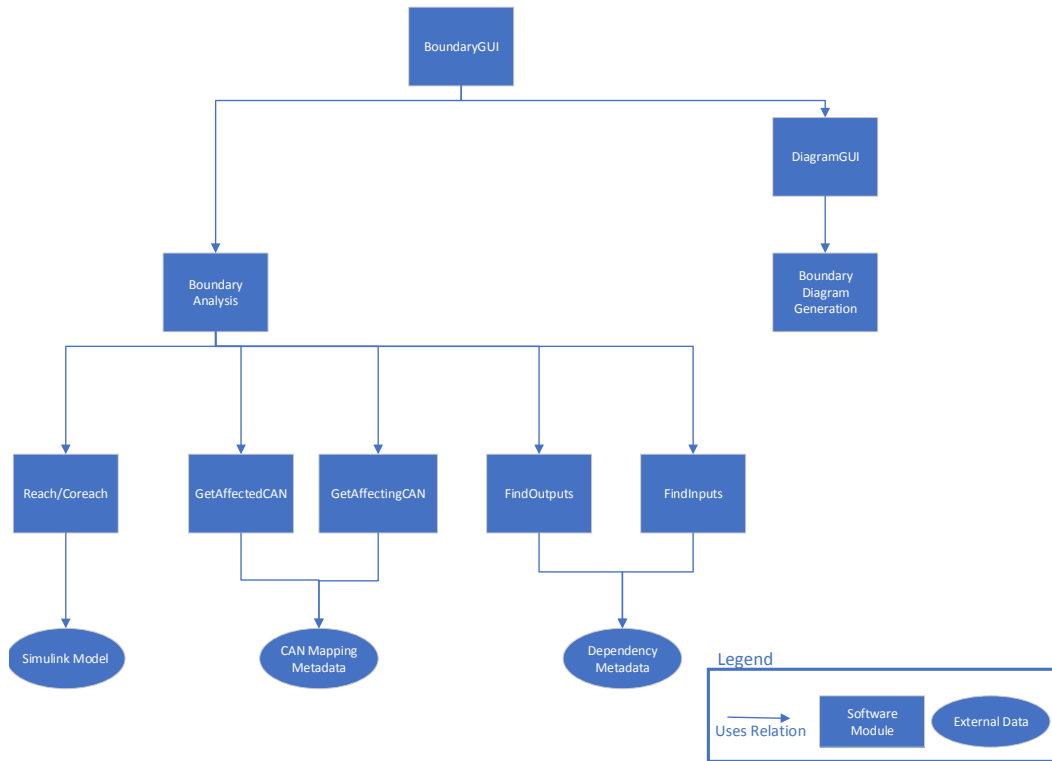 BoundaryGUI
DiagramGUI
Boundary
Analysis
Boundary
Diagram
Generation
Reach/Coreach
GetAffectedCAN
GetAffectingCAN
FindOutputs
FindInputs
Simulink Model
CAN Mapping
Metadata
Dependency
Metadata
Legend
Uses Relation
Software
Module
External Data